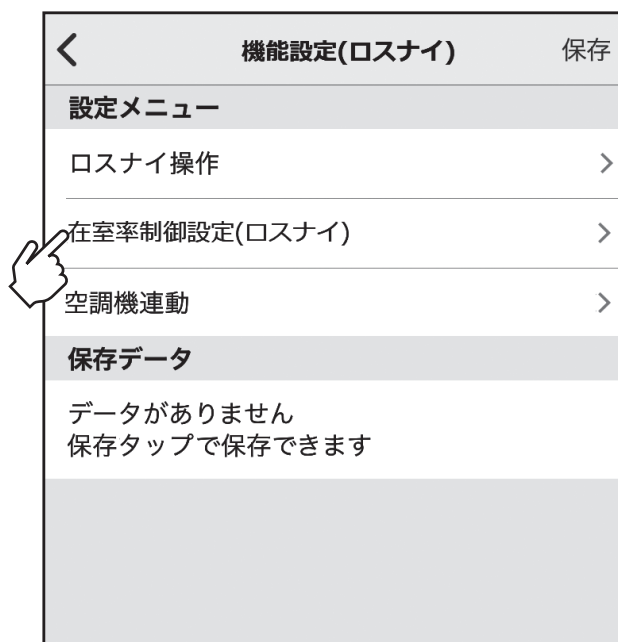 機能設定(ロスナイ) 保存
設定メニュー
ロスナイ操作
在室率制御設定(ロスナイ)
空調機連動
保存データ
データがありません
保存タップで保存できます